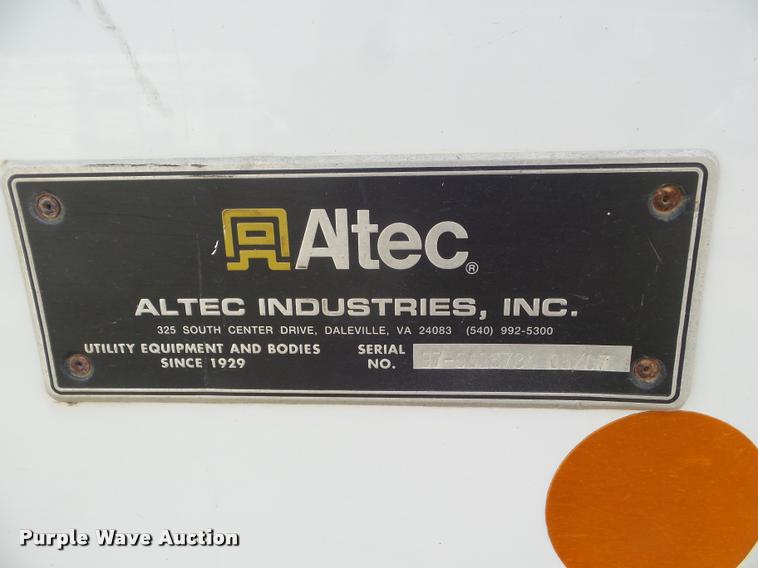 Altec®
ALTEC INDUSTRIES, INC.
325 SOUTH CENTER DRIVE, DALEVILLE, VA 24083 (540) 992-5300
UTILITY EQUIPMENT AND BODIES
SINCE 1929
SERIAL
NO.
Purple Wave Auction